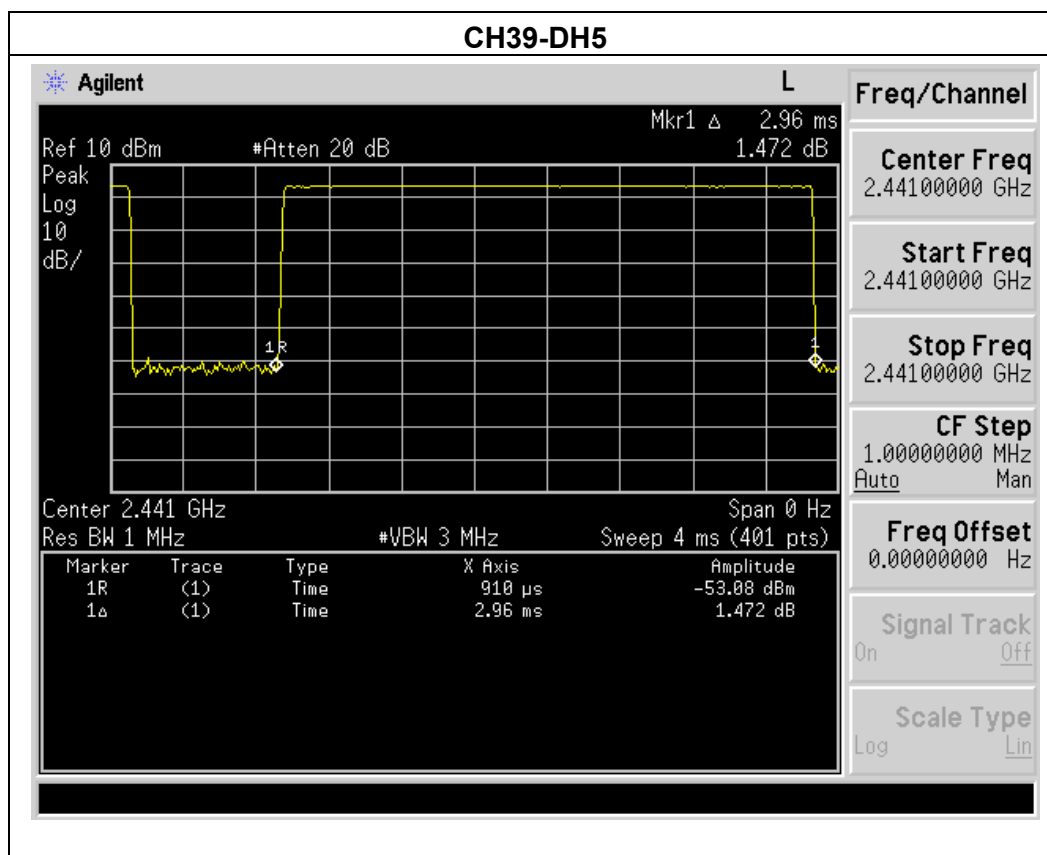 CH39-DH5
Agilent L
Mkr1 Δ 2.96 ms
Ref 10 dBm #Atten 20 dB 1.472 dB
Peak
Log
10
dB/
1R 1
Center 2.441 GHz Span 0 Hz
Res BW 1 MHz #VBW 3 MHz Sweep 4 ms (401 pts)
Marker Trace Type X Axis Amplitude
1R (1) Time 910 µs -53.08 dBm
1Δ (1) Time 2.96 ms 1.472 dB
Freq/Channel
Center Freq
2.44100000 GHz
Start Freq
2.44100000 GHz
Stop Freq
2.44100000 GHz
CF Step
1.00000000 MHz
Auto Man
Freq Offset
0.00000000 Hz
Signal Track
On Off
Scale Type
Log Lin